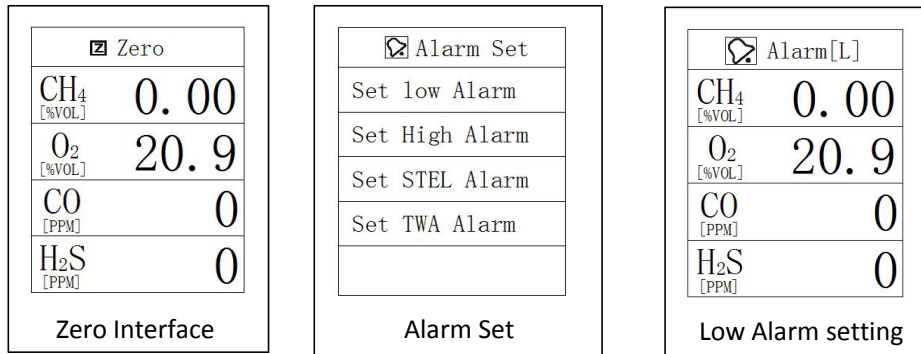 Z Zero
CH₄ 0.00
[%VOL]
O₂ 20.9
[%VOL]
CO 0
[PPM]
H₂S 0
[PPM]
Zero Interface
Alarm Set
Set low Alarm
Set High Alarm
Set STEL Alarm
Set TWA Alarm
Alarm Set
Alarm[L]
CH₄ 0.00
[%VOL]
O₂ 20.9
[%VOL]
CO 0
[PPM]
H₂S 0
[PPM]
Low Alarm setting